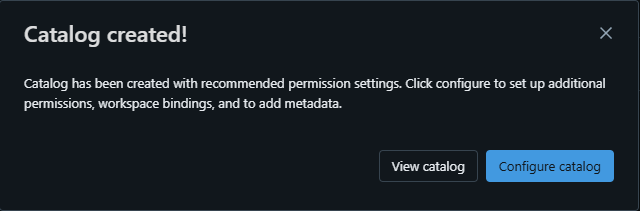 Catalog created!
Catalog has been created with recommended permission settings. Click configure to set up additional
permissions, workspace bindings, and to add metadata.
View catalog
Configure catalog